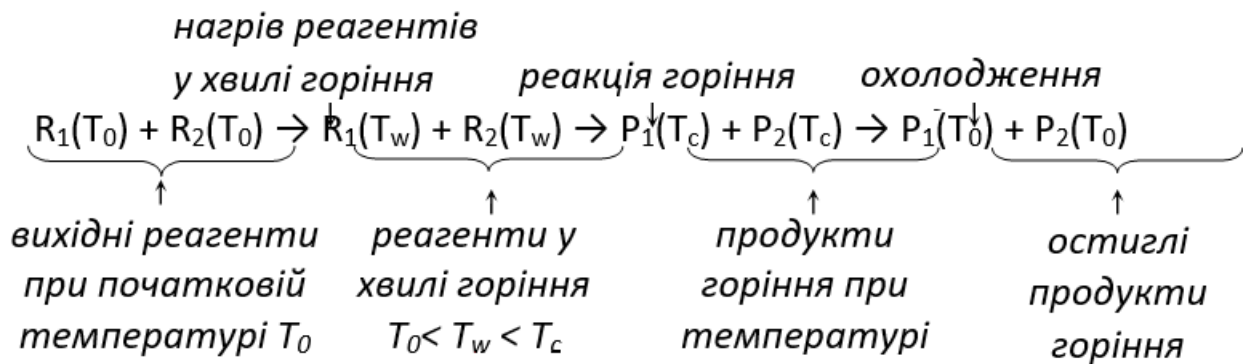 нагрів реагентів
у хвилі горіння реакція горіння охолодження
R₁(T₀) + R₂(T₀) → R₁(T_w) + R₂(T_w) → P₁(T_c) + P₂(T_c) → P₁(T₀) + P₂(T₀)
вихідні реагенти
при початковій
температурі T₀
реагенти у
хвилі горіння
T₀< T_w < T_c
продукти
горіння при
температурі
остиглі
продукти
горіння